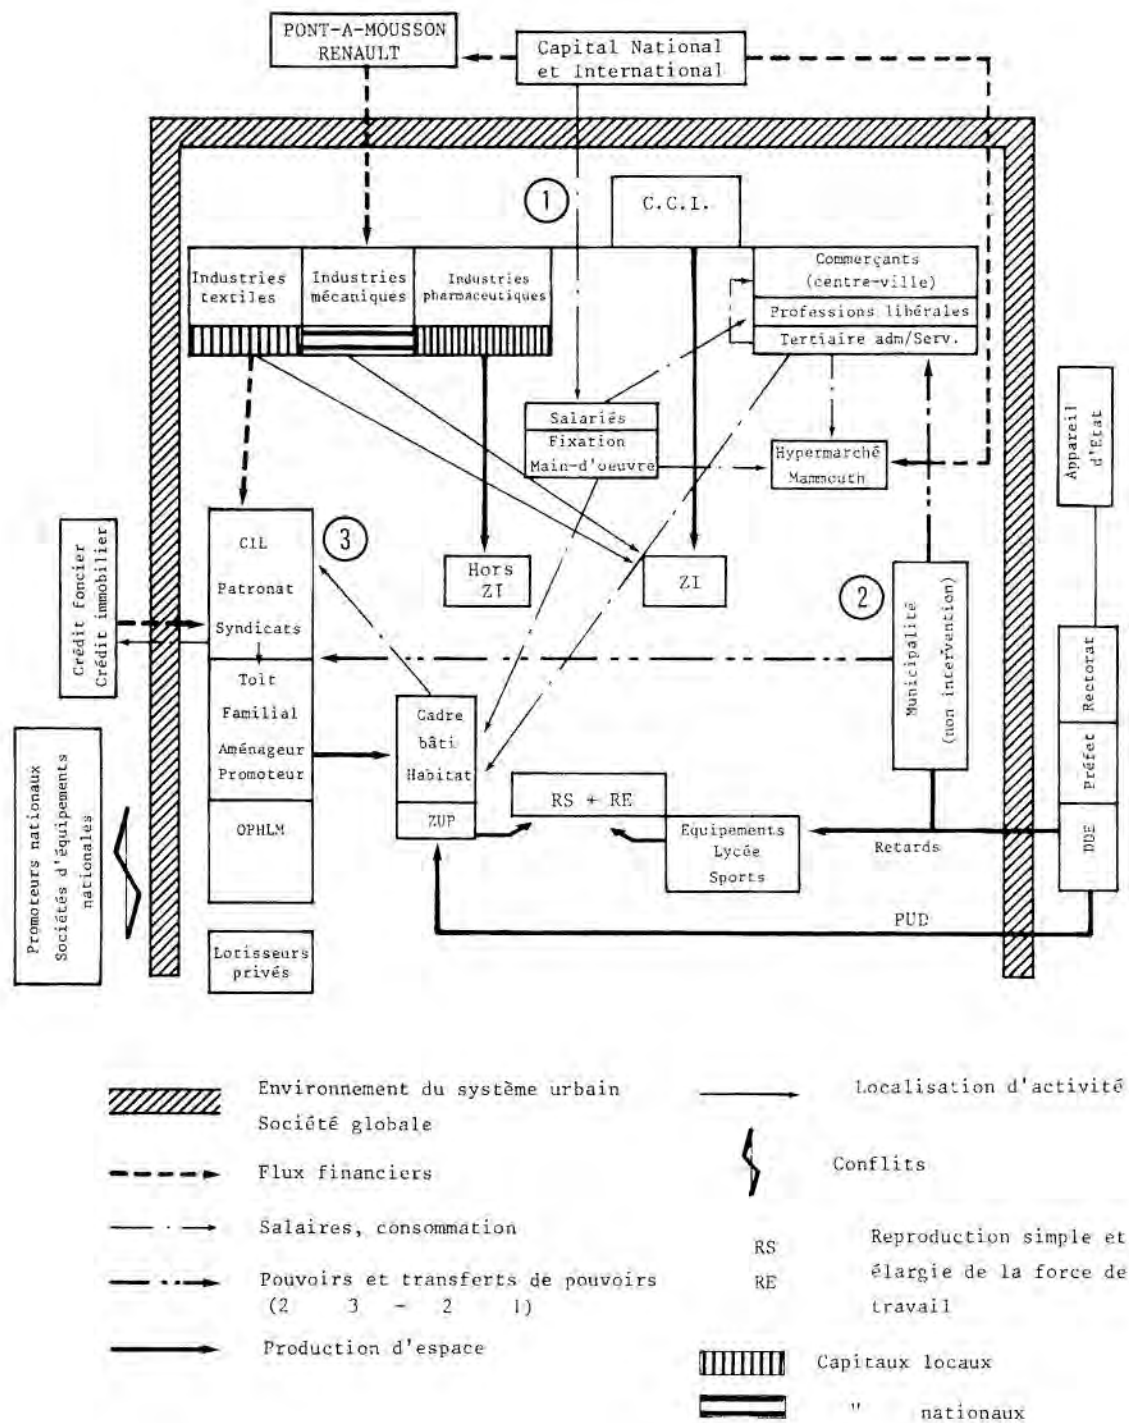 PONT-A-MOUSSON
RENAULT
Capital National
et International
1
C.C.I.
Industries
textiles
Industries
mécaniques
Industries
pharmaceutiques
Commerçants
(centre-ville)
Professions libérales
Tertiaire adm/Serv.
Salariés
Fixation
Main-d'oeuvre
Hypermarché
Mammouth
Appareil
d'Etat
Crédit foncier
Crédit immobilier
CIL
Patronat
Syndicats
3
Hors
ZI
ZI
2
Municipalité
(non intervention)
Rectorat
Préfet
DDE
Toit
Familial
Aménageur
Promoteur
OPHLM
Cadre
bâti
Habitat
ZUP
RS + RE
Equipements
Lycée
Sports
Retards
PUD
Promoteurs nationaux
Sociétés d'équipements
nationales
Lotisseurs
privés
Environnement du système urbain
Société globale
Flux financiers
Salaires, consommation
Pouvoirs et transferts de pouvoirs
(2 3 - 2 1)
Production d'espace
Localisation d'activité
Conflits
RS
RE
Reproduction simple et
élargie de la force de
travail
Capitaux locaux
" nationaux